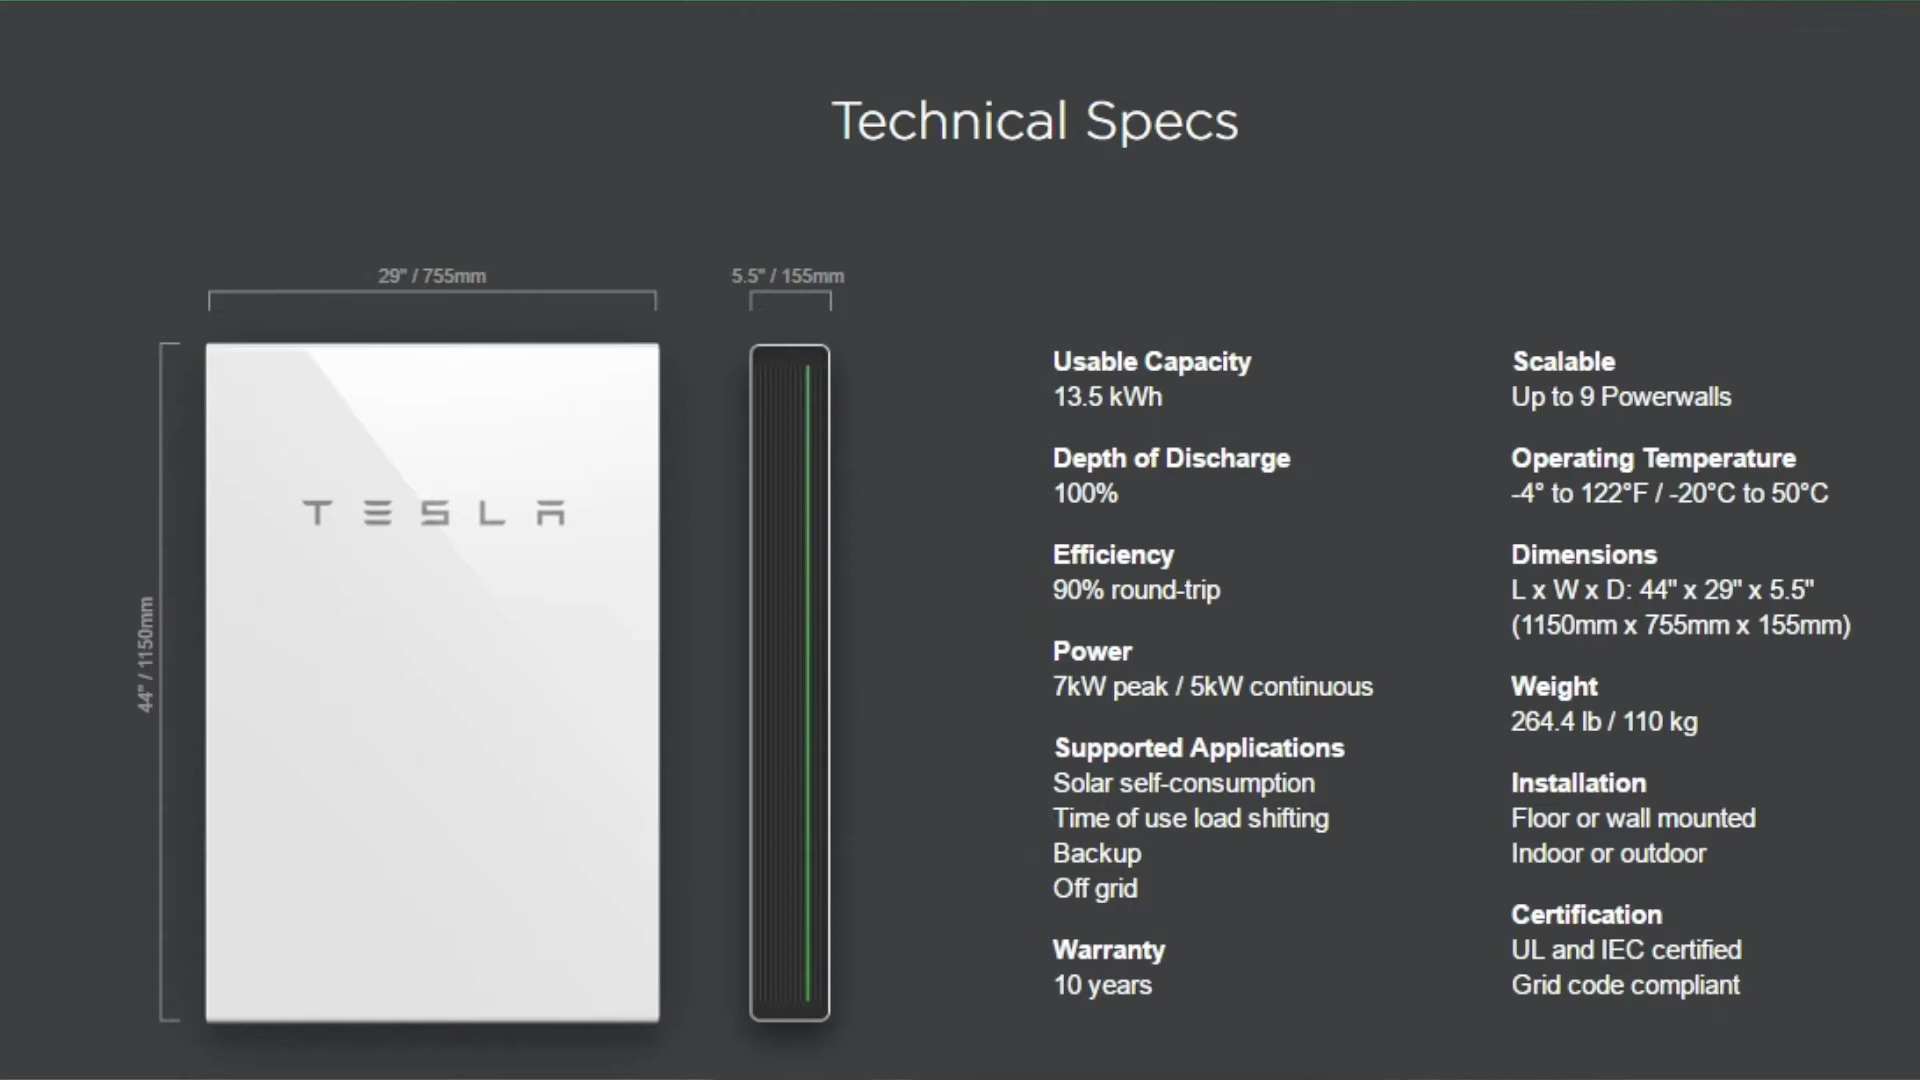 Technical Specs
29" / 755mm
5.5" / 155mm
44" / 1150mm
TESLA
Usable Capacity
13.5 kWh
Depth of Discharge
100%
Efficiency
90% round-trip
Power
7kW peak / 5kW continuous
Supported Applications
Solar self-consumption
Time of use load shifting
Backup
Off grid
Warranty
10 years
Scalable
Up to 9 Powerwalls
Operating Temperature
-4° to 122°F / -20°C to 50°C
Dimensions
L x W x D: 44" x 29" x 5.5"
(1150mm x 755mm x 155mm)
Weight
264.4 lb / 110 kg
Installation
Floor or wall mounted
Indoor or outdoor
Certification
UL and IEC certified
Grid code compliant